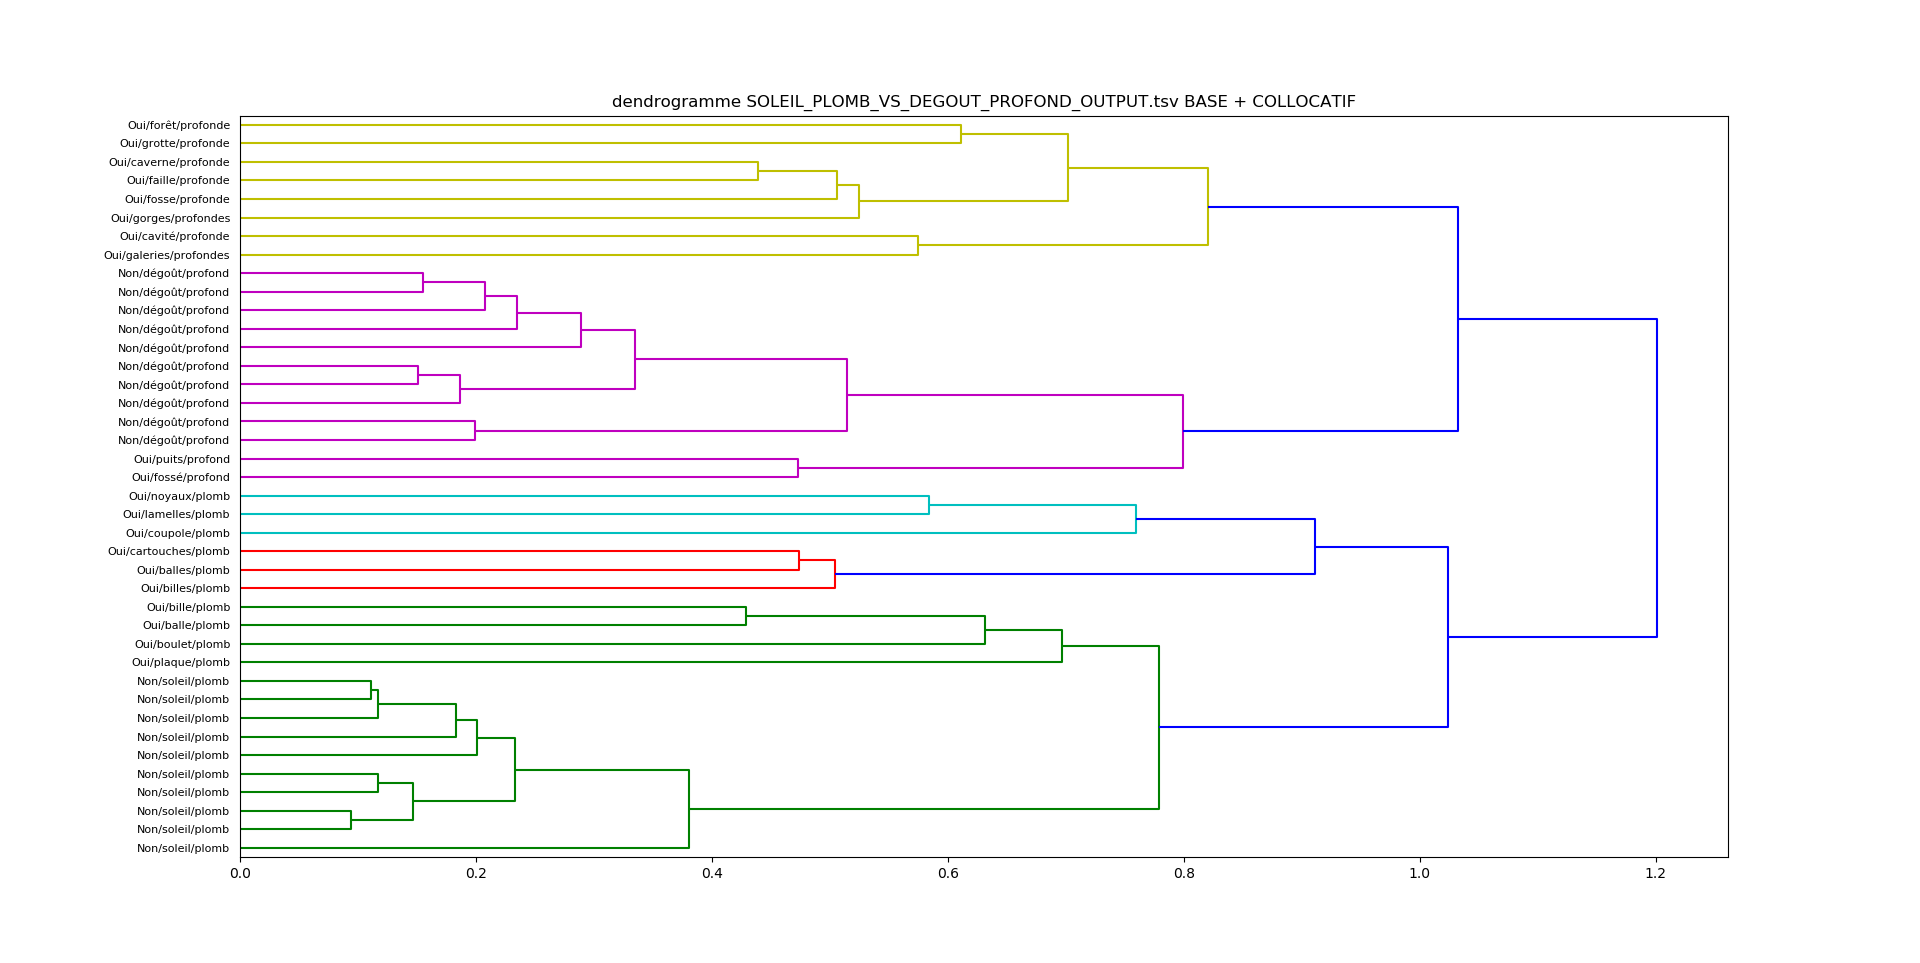 dendrogramme SOLEIL_PLOMB_VS_DEGOUT_PROFOND_OUTPUT.tsv BASE + COLLOCATIF
Oui/forêt/profonde
Oui/grotte/profonde
Oui/caverne/profonde
Oui/faille/profonde
Oui/fosse/profonde
Oui/gorges/profondes
Oui/cavité/profonde
Oui/galeries/profondes
Non/dégoût/profond
Non/dégoût/profond
Non/dégoût/profond
Non/dégoût/profond
Non/dégoût/profond
Non/dégoût/profond
Non/dégoût/profond
Non/dégoût/profond
Non/dégoût/profond
Non/dégoût/profond
Oui/puits/profond
Oui/fossé/profond
Oui/noyaux/plomb
Oui/lamelles/plomb
Oui/coupole/plomb
Oui/cartouches/plomb
Oui/balles/plomb
Oui/billes/plomb
Oui/bille/plomb
Oui/balle/plomb
Oui/boulet/plomb
Oui/plaque/plomb
Non/soleil/plomb
Non/soleil/plomb
Non/soleil/plomb
Non/soleil/plomb
Non/soleil/plomb
Non/soleil/plomb
Non/soleil/plomb
Non/soleil/plomb
Non/soleil/plomb
Non/soleil/plomb
0.0 0.2 0.4 0.6 0.8 1.0 1.2